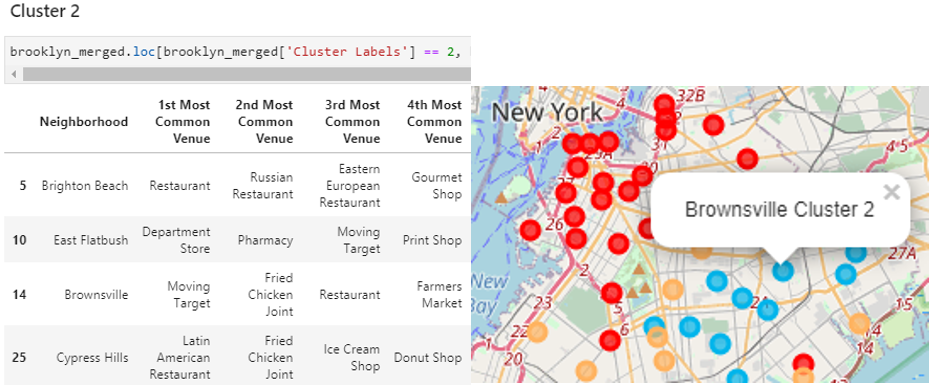 Cluster 2
brooklyn_merged.loc[brooklyn_merged['Cluster Labels'] == 2,
Neighborhood 1st Most Common Venue 2nd Most Common Venue 3rd Most Common Venue 4th Most Common Venue
5 Brighton Beach Restaurant Russian Restaurant Eastern European Restaurant Gourmet Shop
10 East Flatbush Department Store Pharmacy Moving Target Print Shop
14 Brownsville Moving Target Fried Chicken Joint Restaurant Farmers Market
25 Cypress Hills Latin American Restaurant Fried Chicken Joint Ice Cream Shop Donut Shop
New York
32B
4
1
2
31
4 5
26
Brownsville Cluster 2
×
27A
New
Bay
2
23
5
6
22
1
20
15
14
4